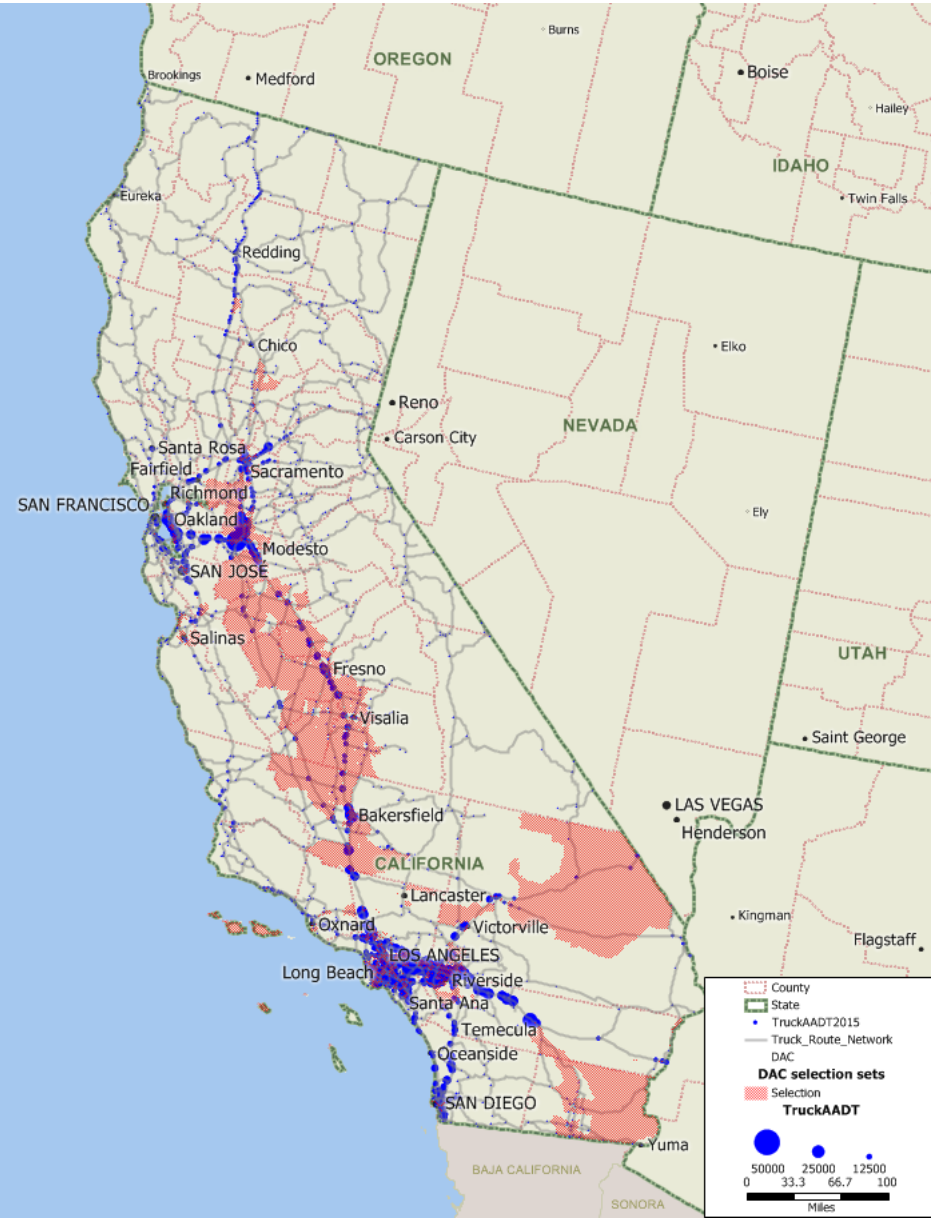 Burns
OREGON
Brookings
Medford
Boise
Hailey
IDAHO
Eureka
Twin Falls
Redding
Chico
Elko
Reno
NEVADA
Carson City
Santa Rosa
Fairfield
Sacramento
Richmond
SAN FRANCISCO
Ely
Oakland
Modesto
SAN JOSÉ
Salinas
UTAH
Fresno
Visalia
Saint George
LAS VEGAS
Bakersfield
Henderson
CALIFORNIA
Lancaster
Kingman
Oxnard
Victorville
Flagstaff
LOS ANGELES
Long Beach
Riverside
Santa Ana
Temecula
Oceanside
SAN DIEGO
Yuma
BAJA CALIFORNIA
SONORA
County
State
TruckAADT2015
Truck_Route_Network
DAC
DAC selection sets
Selection
TruckAADT
50000 25000 12500
0 33.3 66.7 100
Miles